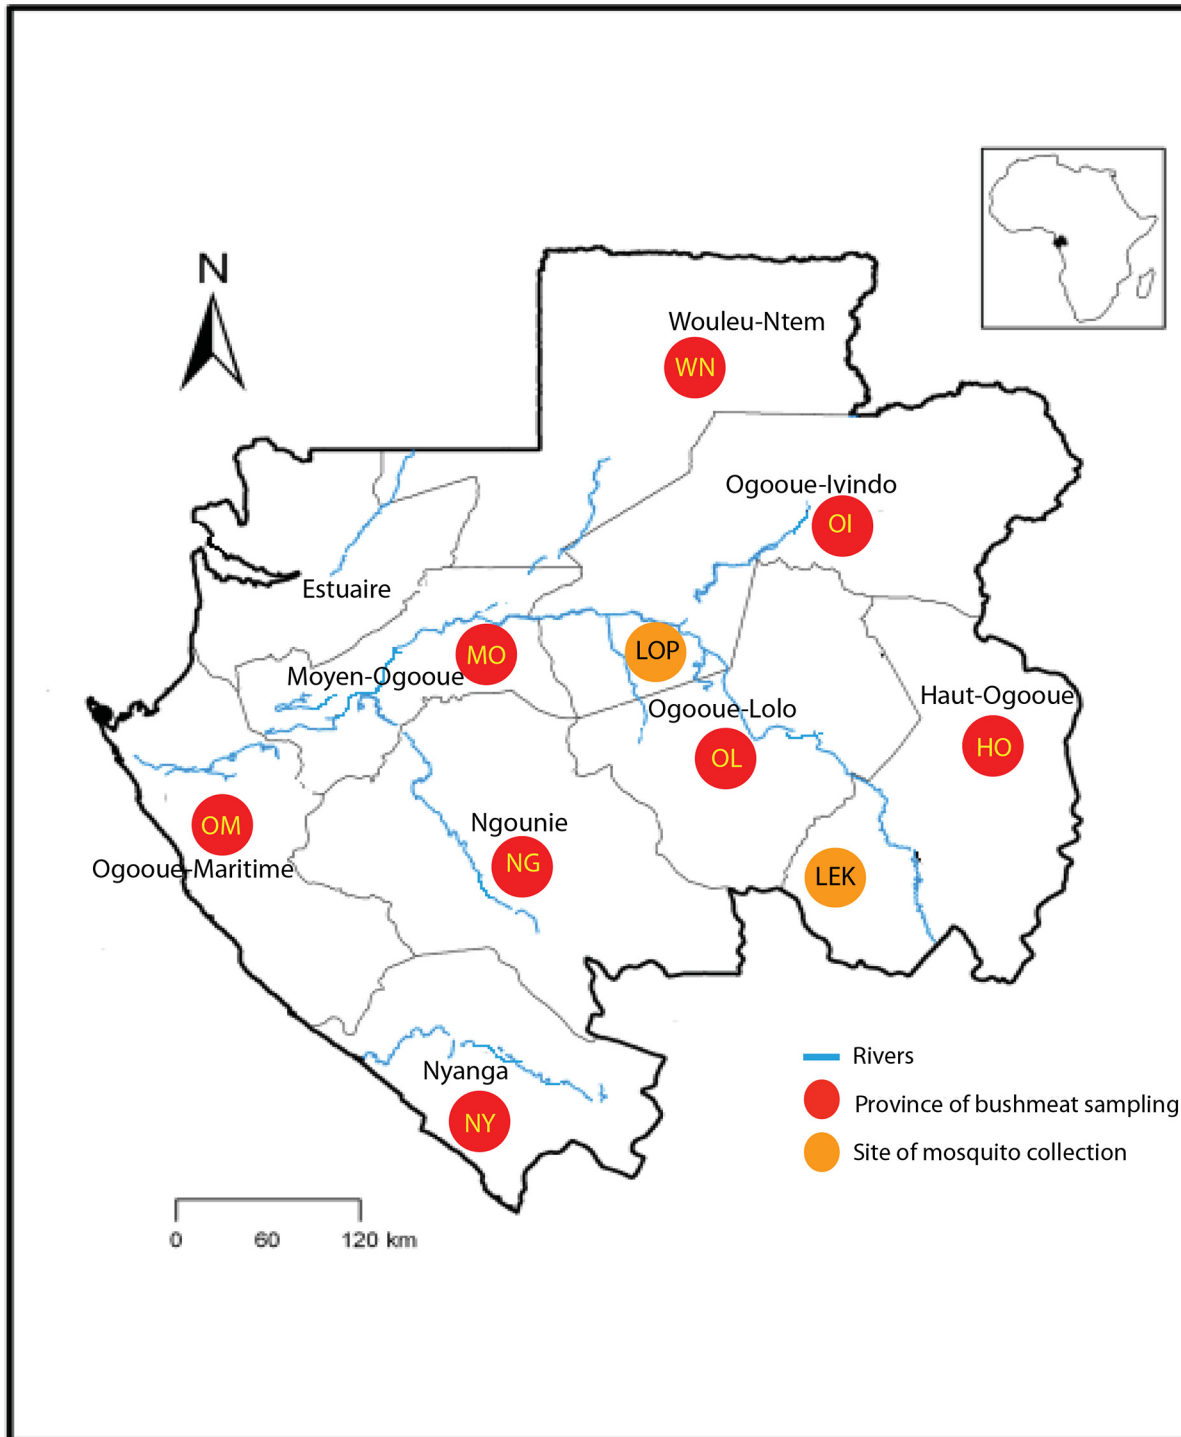 N
Wouleu-Ntem
WN
Ogooue-Ivindo
OI
Estuaire
LOP
MO
Moyen-Ogooue
Haut-Ogooue
Ogooue-Lolo
HO
OL
OM
Ngounie
NG
Ogooue-Maritime
LEK
Rivers
Nyanga
Province of bushmeat sampling
NY
Site of mosquito collection
0 60 120 km